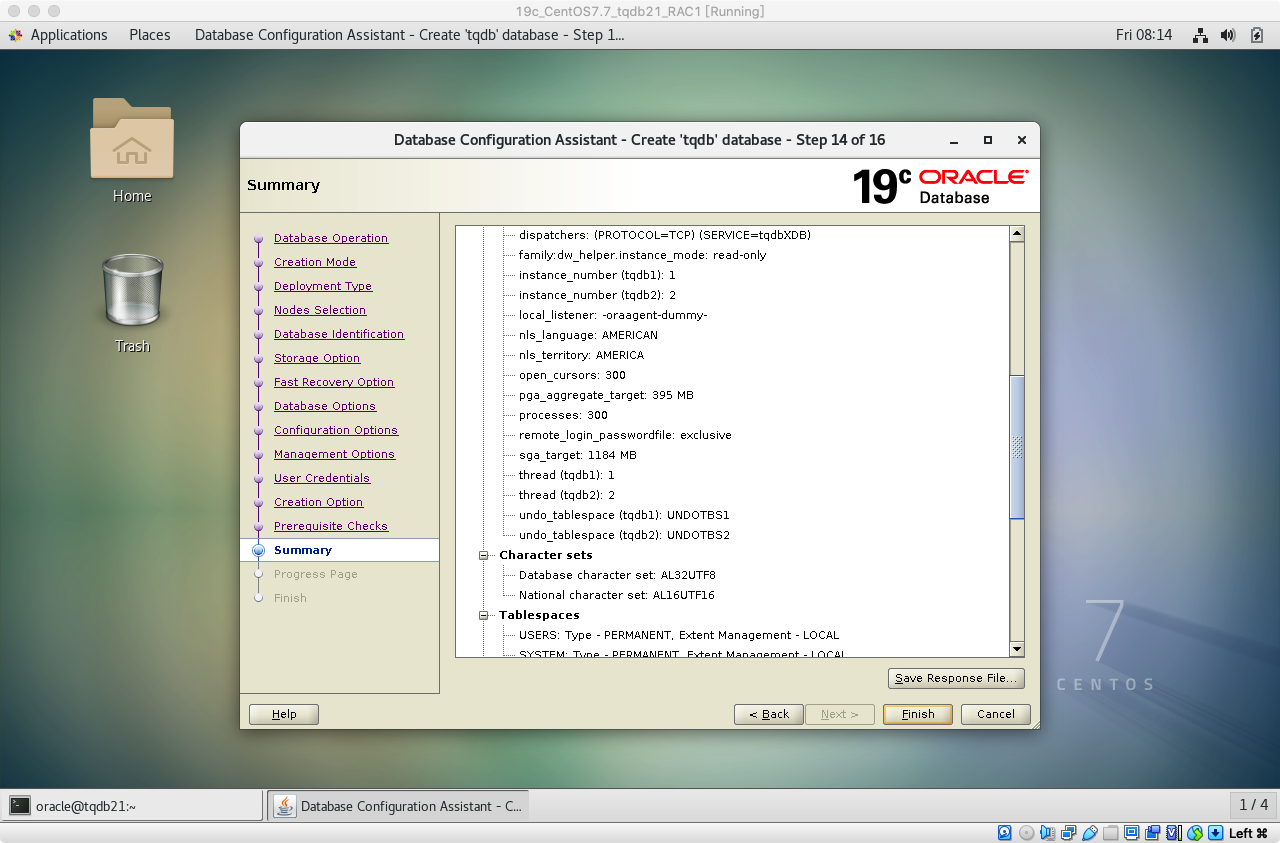 19c_CentOS7.7_tqdb21_RAC1 [Running]
Applications Places Database Configuration Assistant - Create 'tqdb' database - Step 1... Fri 08:14
Home
Trash
Database Configuration Assistant - Create 'tqdb' database - Step 14 of 16
Summary
19c ORACLE Database
Database Operation
Creation Mode
Deployment Type
Nodes Selection
Database Identification
Storage Option
Fast Recovery Option
Database Options
Configuration Options
Management Options
User Credentials
Creation Option
Prerequisite Checks
Summary
Progress Page
Finish
dispatchers: (PROTOCOL=TCP) (SERVICE=tqdbXDB)
family:dw_helper.instance_mode: read-only
instance_number (tqdb1): 1
instance_number (tqdb2): 2
local_listener: -oraagent-dummy-
nls_language: AMERICAN
nls_territory: AMERICA
open_cursors: 300
pga_aggregate_target: 395 MB
processes: 300
remote_login_passwordfile: exclusive
sga_target: 1184 MB
thread (tqdb1): 1
thread (tqdb2): 2
undo_tablespace (tqdb1): UNDOTBS1
undo_tablespace (tqdb2): UNDOTBS2
Character sets
Database character set: AL32UTF8
National character set: AL16UTF16
Tablespaces
USERS: Type - PERMANENT, Extent Management - LOCAL
SYSTEM: Type - PERMANENT, Extent Management - LOCAL
Save Response File...
Help
< Back
Next >
Finish
Cancel
7
CENTOS
oracle@tqdb21:~
Database Configuration Assistant - C...
1 / 4
Left ⌘